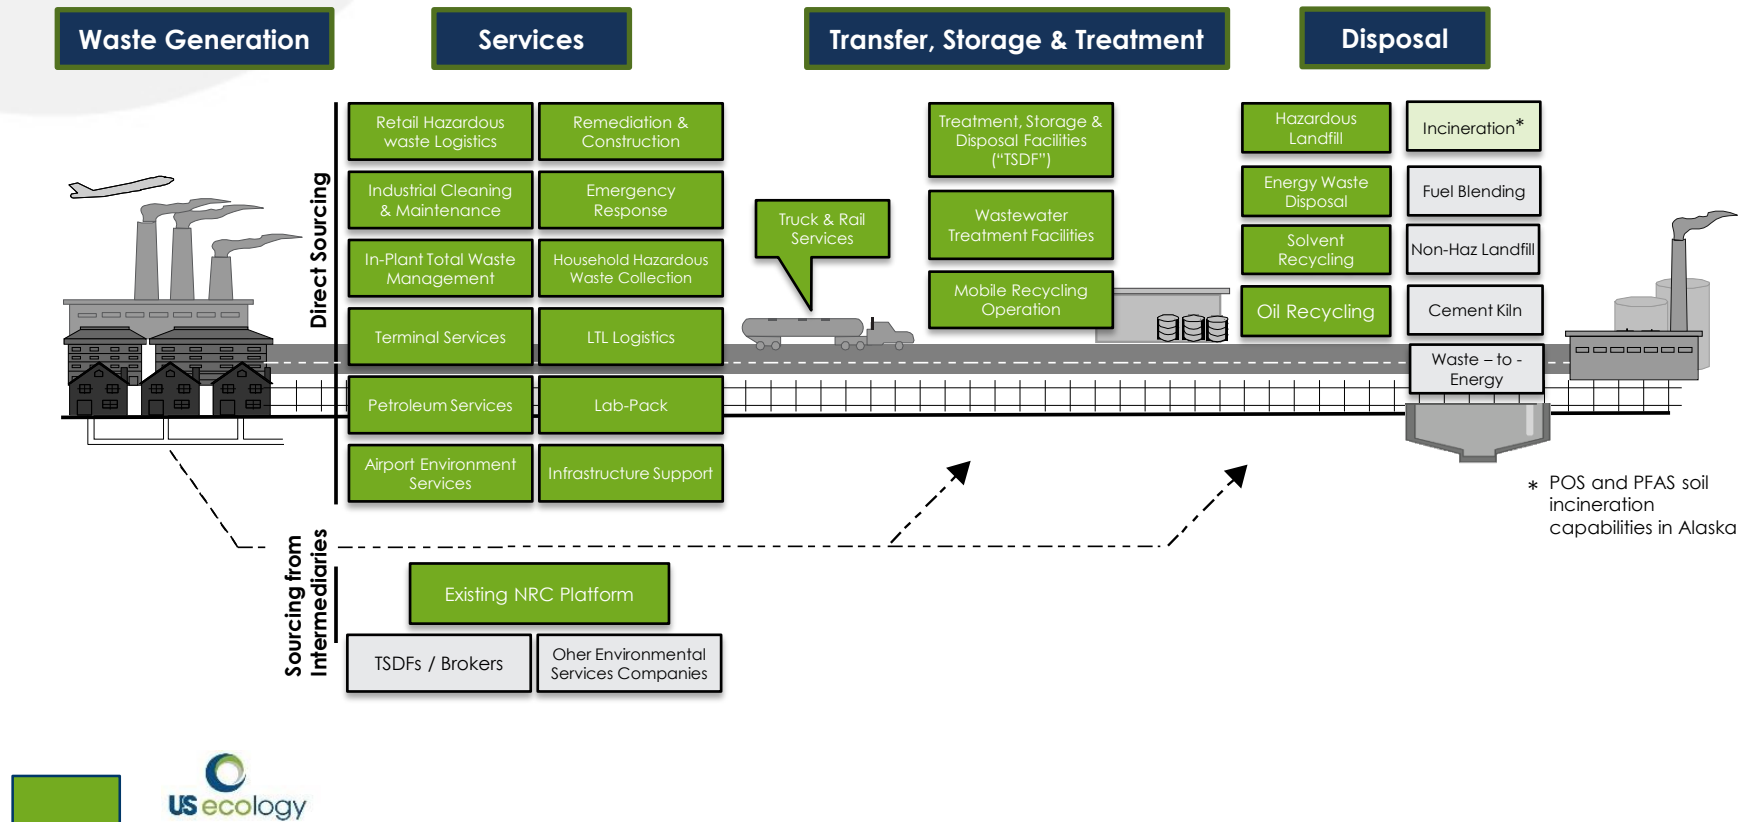 Waste Generation
Services
Transfer, Storage & Treatment
Disposal
Direct Sourcing
Retail Hazardous
waste Logistics
Remediation &
Construction
Industrial Cleaning
& Maintenance
Emergency
Response
In-Plant Total Waste
Management
Household Hazardous
Waste Collection
Terminal Services
LTL Logistics
Petroleum Services
Lab-Pack
Airport Environment
Services
Infrastructure Support
Truck & Rail
Services
Treatment, Storage &
Disposal Facilities
(“TSDF”)
Wastewater
Treatment Facilities
Mobile Recycling
Operation
Hazardous
Landfill
Energy Waste
Disposal
Solvent
Recycling
Oil Recycling
Incineration*
Fuel Blending
Non-Haz Landfill
Cement Kiln
Waste – to -
Energy
* POS and PFAS soil
incineration
capabilities in Alaska
Sourcing from
Intermediaries
Existing NRC Platform
TSDFs / Brokers
Oher Environmental
Services Companies
US ecology